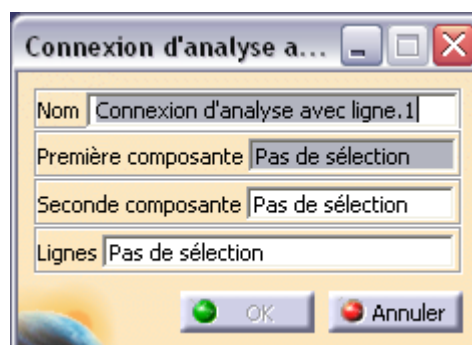 Connexion d'analyse a...
Nom Connexion d'analyse avec ligne.1
Première composante Pas de sélection
Seconde composante Pas de sélection
Lignes Pas de sélection
OK Annuler